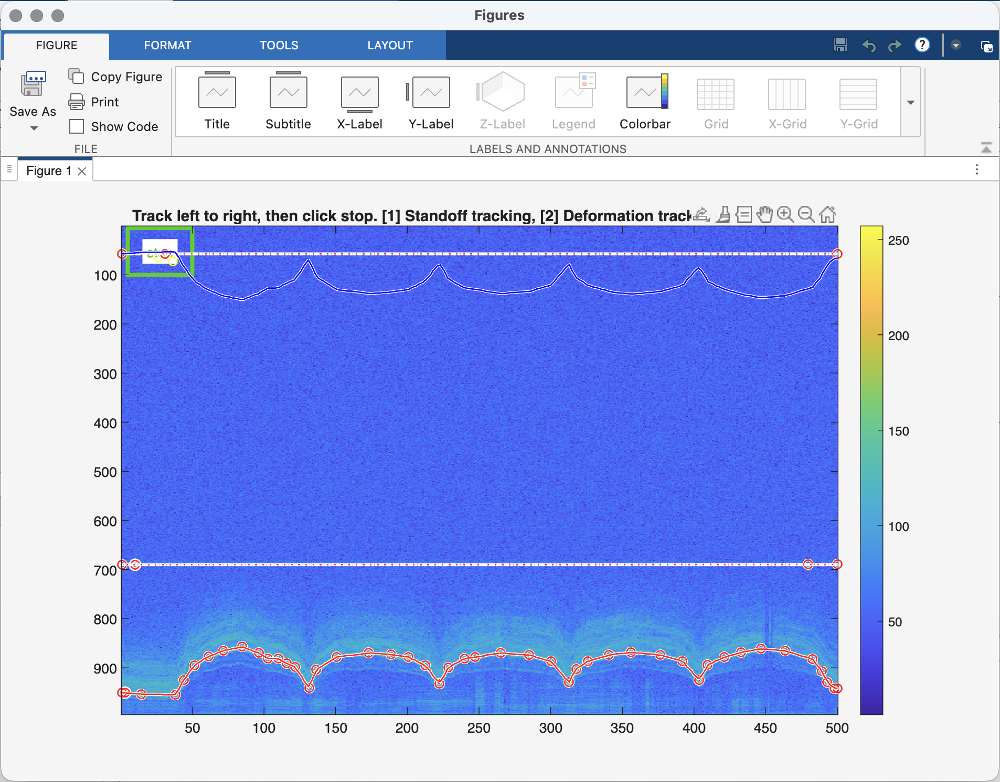 Figures
FIGURE FORMAT TOOLS LAYOUT
Save As
Copy Figure
Print
Show Code
FILE
Title Subtitle X-Label Y-Label Z-Label Legend Colorbar Grid X-Grid Y-Grid
LABELS AND ANNOTATIONS
Figure 1
Track left to right, then click stop. [1] Standoff tracking, [2] Deformation track
100
200
300
400
500
600
700
800
900
50 100 150 200 250 300 350 400 450 500
250
200
150
100
50